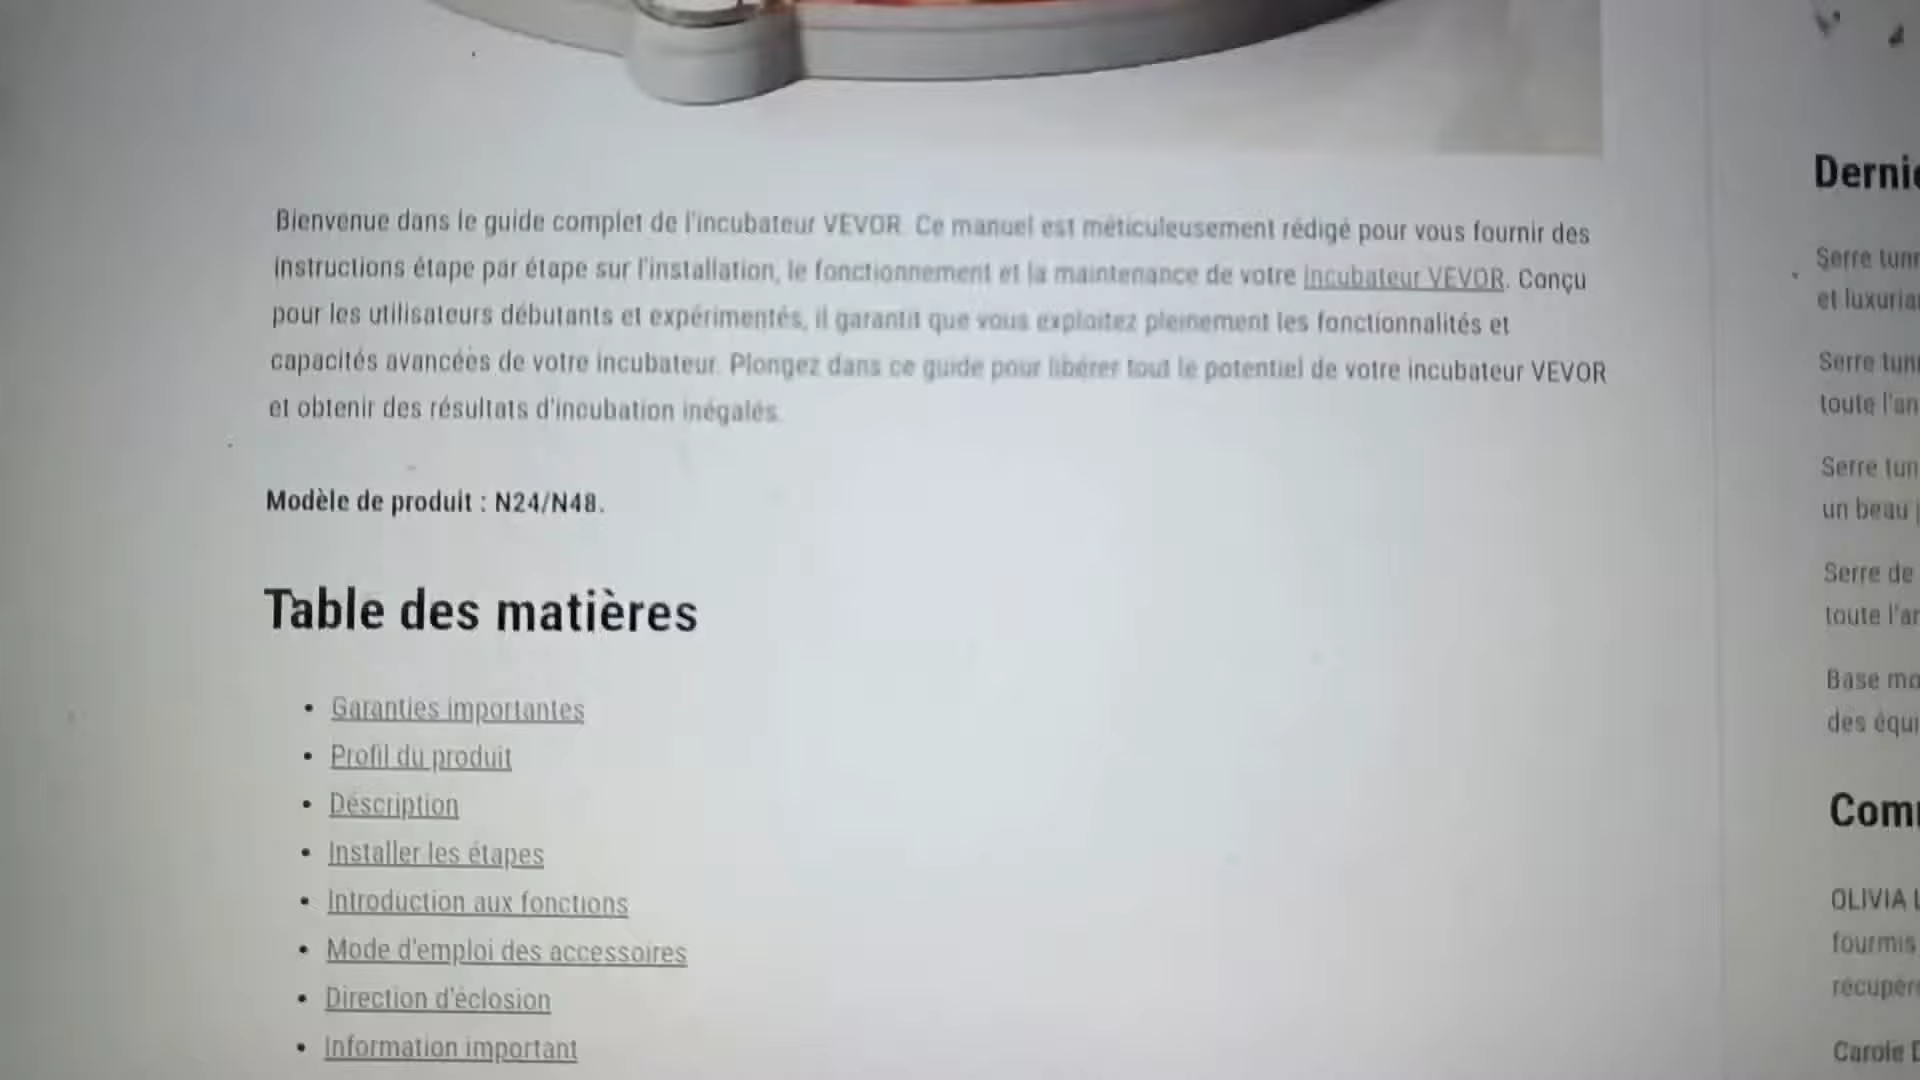 Bienvenue dans le guide complet de l'incubateur VEVOR. Ce manuel est méticuleusement rédigé pour vous fournir des
instructions étape par étape sur l'installation, le fonctionnement et la maintenance de votre incubateur VEVOR. Conçu
pour les utilisateurs débutants et expérimentés, il garantit que vous exploitez pleinement les fonctionnalités et
capacités avancées de votre incubateur. Plongez dans ce guide pour libérer tout le potentiel de votre incubateur VEVOR
et obtenir des résultats d'incubation inégalés.
Modèle de produit : N24/N48.
Table des matières
• Garanties importantes
• Profil du produit
• Description
• Installer les étapes
• Introduction aux fonctions
• Mode d'emploi des accessoires
• Direction d'éclosion
• Information important
Serre
et
Serre
toute
Serre
un beau
Serre de
toute
Base
des
OLIVIA
fourmis
Carole